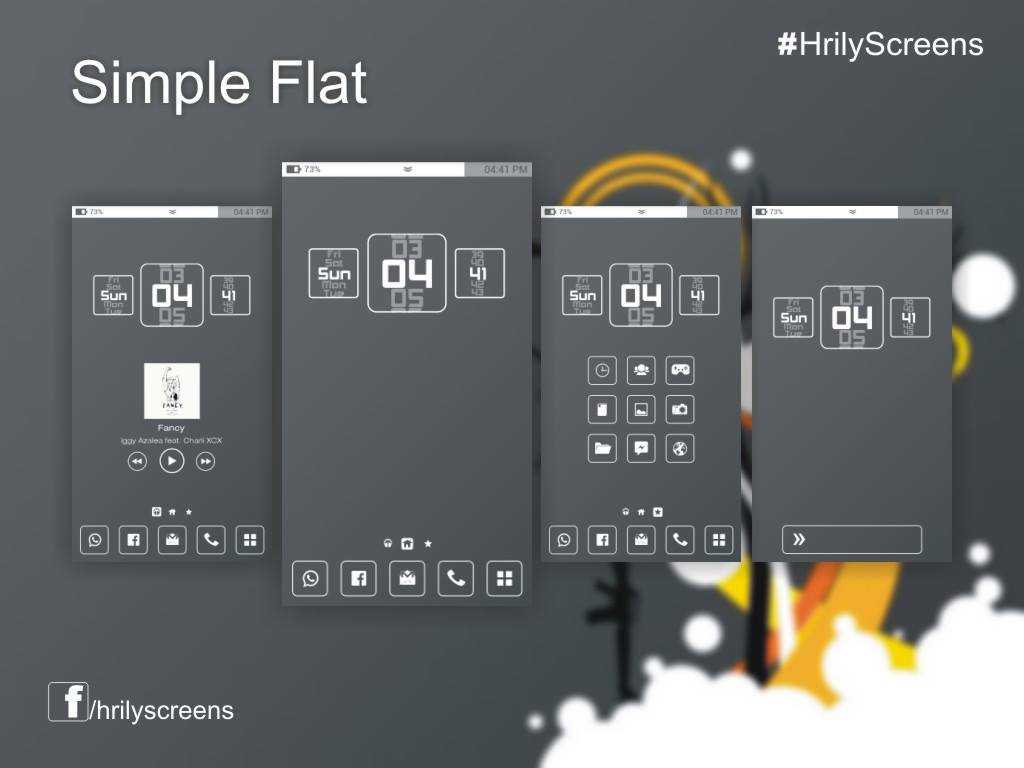 #HrilyScreens
Simple Flat
73%
04:41 PM
Fri
Sat
Sun
Mon
Tue
03
04
05
39
40
41
42
43
FANCY
Fancy
Iggy Azalea feat. Charli XCX
73%
04:41 PM
Fri
Sat
Sun
Mon
Tue
03
04
05
39
40
41
42
43
73%
04:41 PM
Fri
Sat
Sun
Mon
Tue
03
04
05
39
40
41
42
43
73%
04:41 PM
Fri
Sat
Sun
Mon
Tue
03
04
05
39
40
41
42
43
f/hrilyscreens